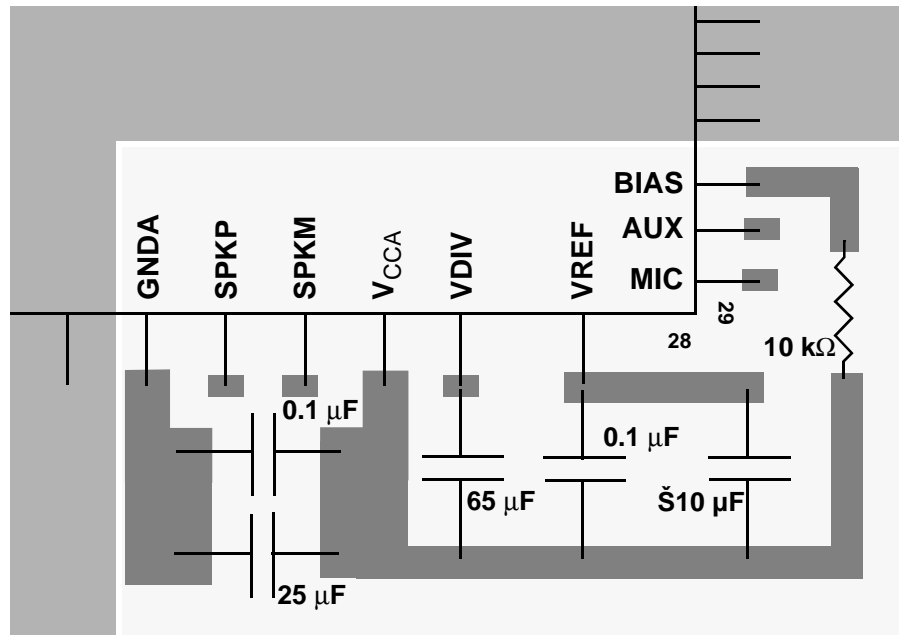 BIAS
AUX
MIC
GNDA
SPKP
SPKM
VCCA
VDIV
VREF
29
28
10 kΩ
0.1 μF
0.1 μF
65 μF
Š10 μF
25 μF